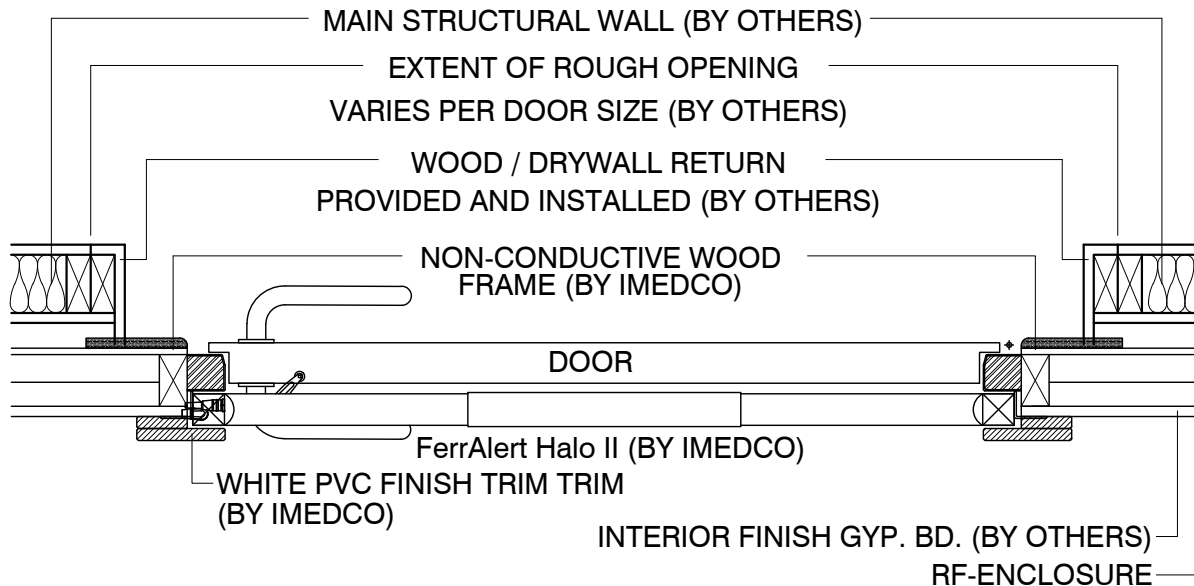 MAIN STRUCTURAL WALL (BY OTHERS)
EXTENT OF ROUGH OPENING
VARIES PER DOOR SIZE (BY OTHERS)
WOOD / DRYWALL RETURN
PROVIDED AND INSTALLED (BY OTHERS)
NON-CONDUCTIVE WOOD
FRAME (BY IMEDCO)
DOOR
FerrAlert Halo II (BY IMEDCO)
WHITE PVC FINISH TRIM TRIM
(BY IMEDCO)
INTERIOR FINISH GYP. BD. (BY OTHERS)
RF-ENCLOSURE